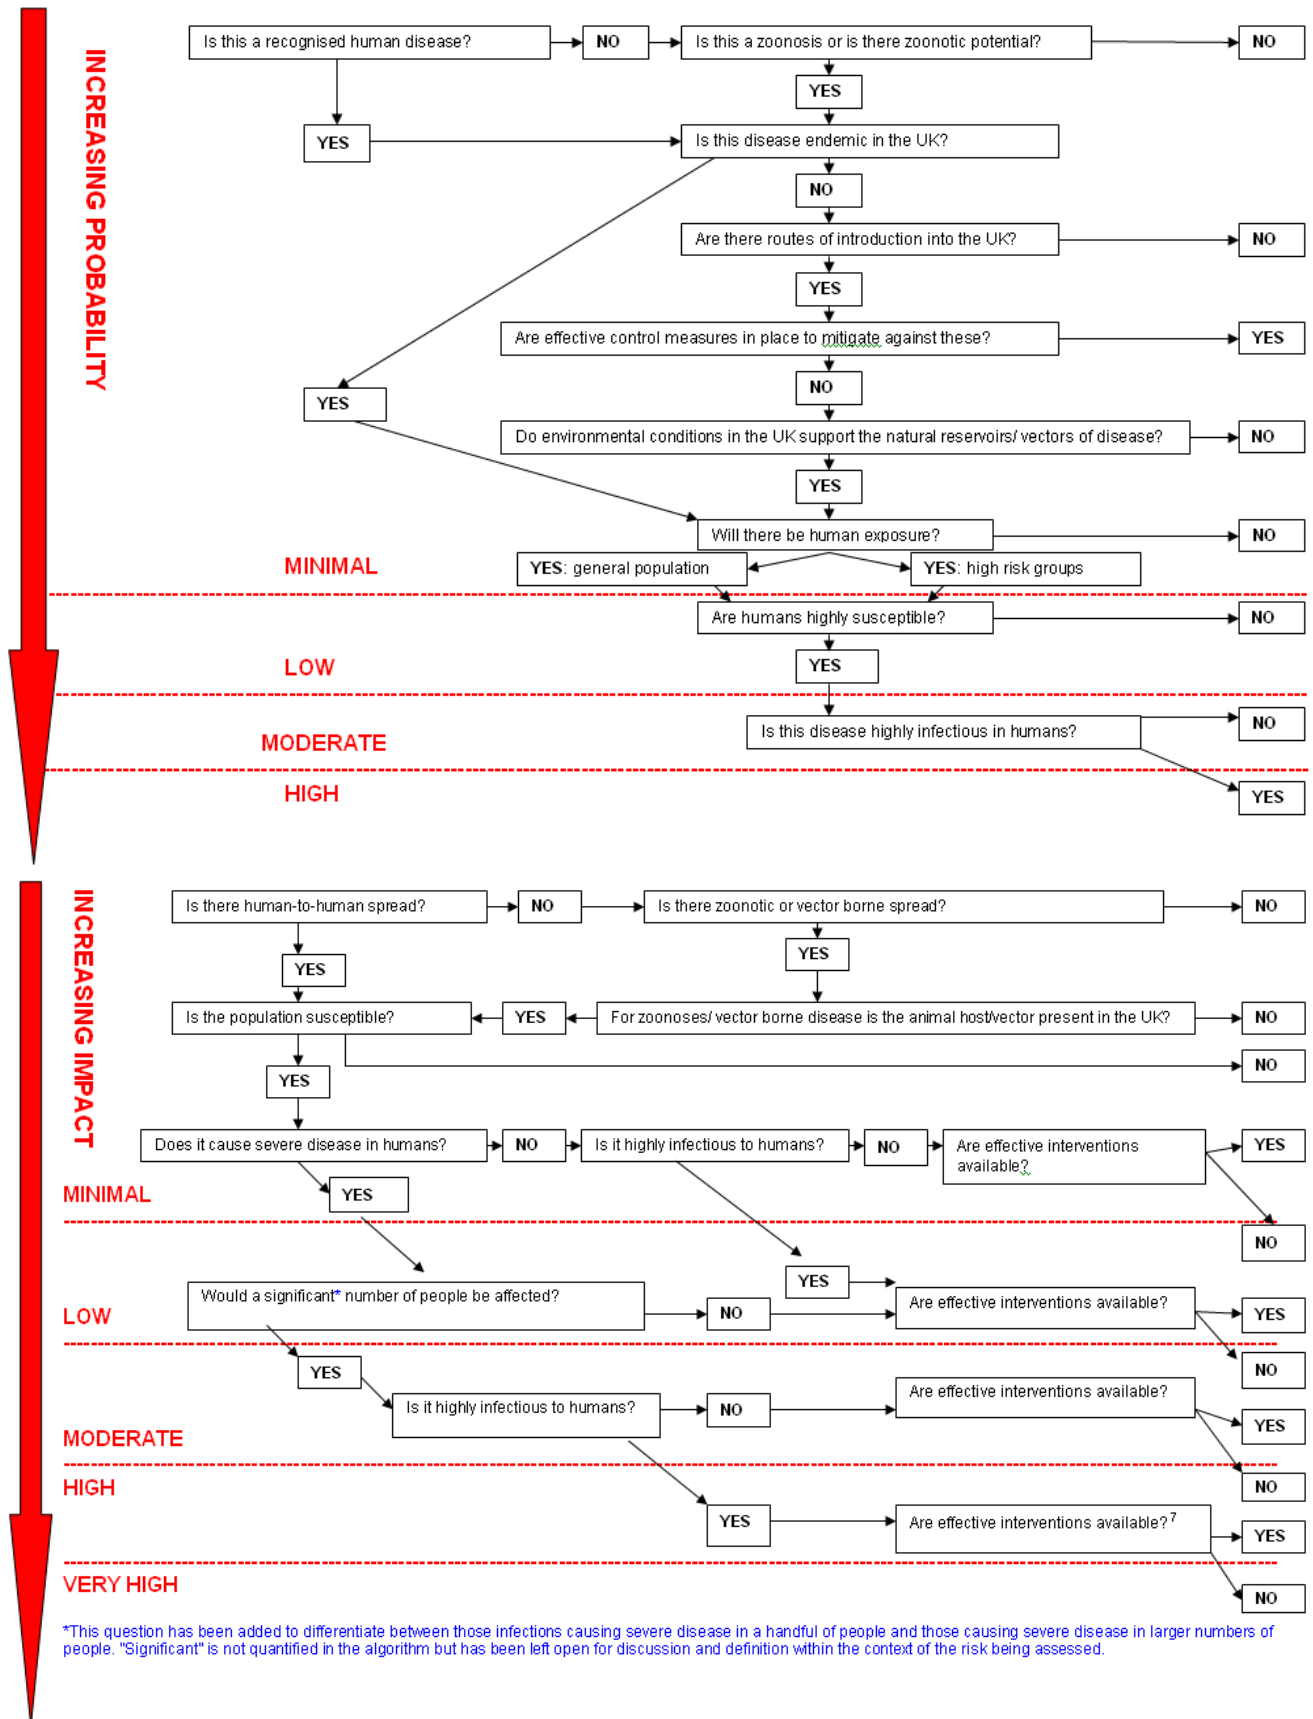 INCREASING PROBABILITY
Is this a recognised human disease?
NO
Is this a zoonosis or is there zoonotic potential?
NO
YES
YES
Is this disease endemic in the UK?
NO
Are there routes of introduction into the UK?
NO
YES
Are effective control measures in place to mitigate against these?
YES
NO
YES
Do environmental conditions in the UK support the natural reservoirs/ vectors of disease?
NO
YES
Will there be human exposure?
NO
MINIMAL
YES: general population
YES: high risk groups
Are humans highly susceptible?
NO
LOW
YES
Is this disease highly infectious in humans?
NO
MODERATE
HIGH
YES
INCREASING IMPACT
Is there human-to-human spread?
NO
Is there zoonotic or vector borne spread?
NO
YES
YES
Is the population susceptible?
YES
For zoonoses/ vector borne disease is the animal host/vector present in the UK?
NO
NO
YES
Does it cause severe disease in humans?
NO
Is it highly infectious to humans?
NO
Are effective interventions
available?
YES
MINIMAL
YES
NO
YES
Would a significant* number of people be affected?
NO
Are effective interventions available?
YES
LOW
YES
NO
Is it highly infectious to humans?
NO
Are effective interventions available?
YES
MODERATE
HIGH
NO
YES
Are effective interventions available? 7
YES
VERY HIGH
NO
*This question has been added to differentiate between those infections causing severe disease in a handful of people and those causing severe disease in larger numbers of
people. "Significant" is not quantified in the algorithm but has been left open for discussion and definition within the context of the risk being assessed.